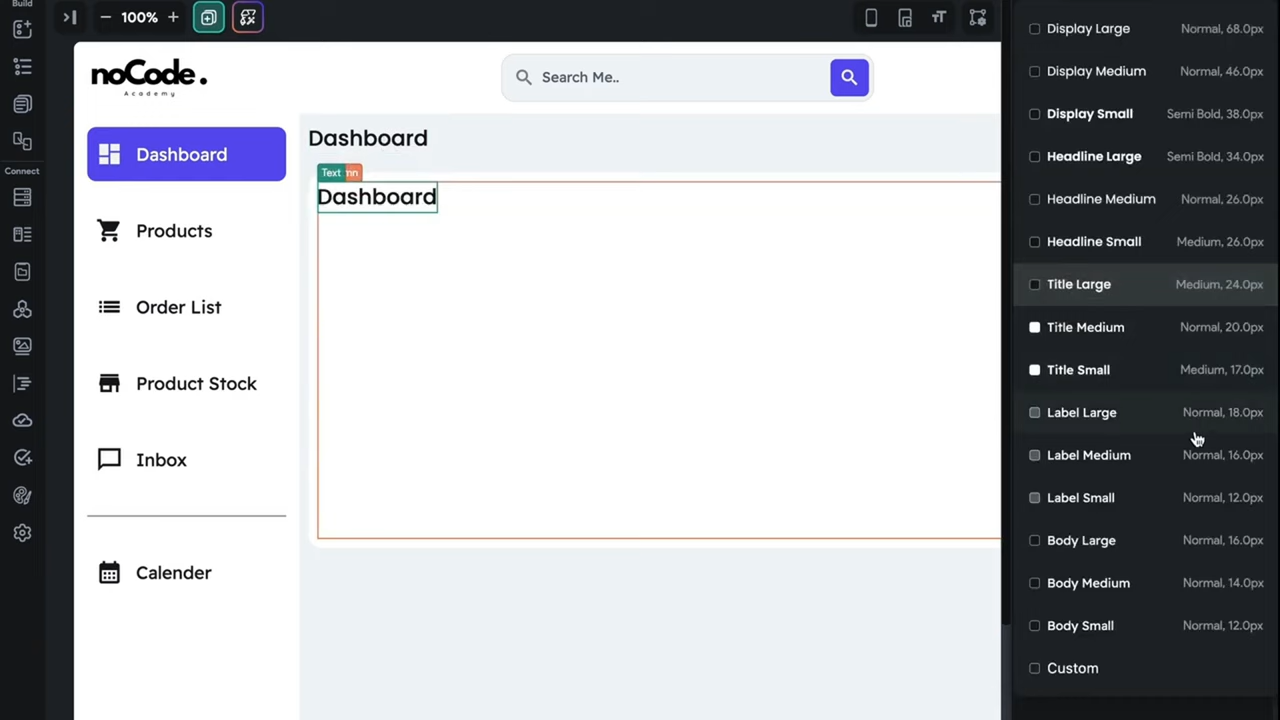 Build
100%
Connect
noCode.
Academy
Search Me..
Dashboard
Products
Order List
Product Stock
Inbox
Calender
Dashboard
Text
mn
Dashboard
Display Large Normal, 68.0px
Display Medium Normal, 46.0px
Display Small Semi Bold, 38.0px
Headline Large Semi Bold, 34.0px
Headline Medium Normal, 26.0px
Headline Small Medium, 26.0px
Title Large Medium, 24.0px
Title Medium Normal, 20.0px
Title Small Medium, 17.0px
Label Large Normal, 18.0px
Label Medium Normal, 16.0px
Label Small Normal, 12.0px
Body Large Normal, 16.0px
Body Medium Normal, 14.0px
Body Small Normal, 12.0px
Custom